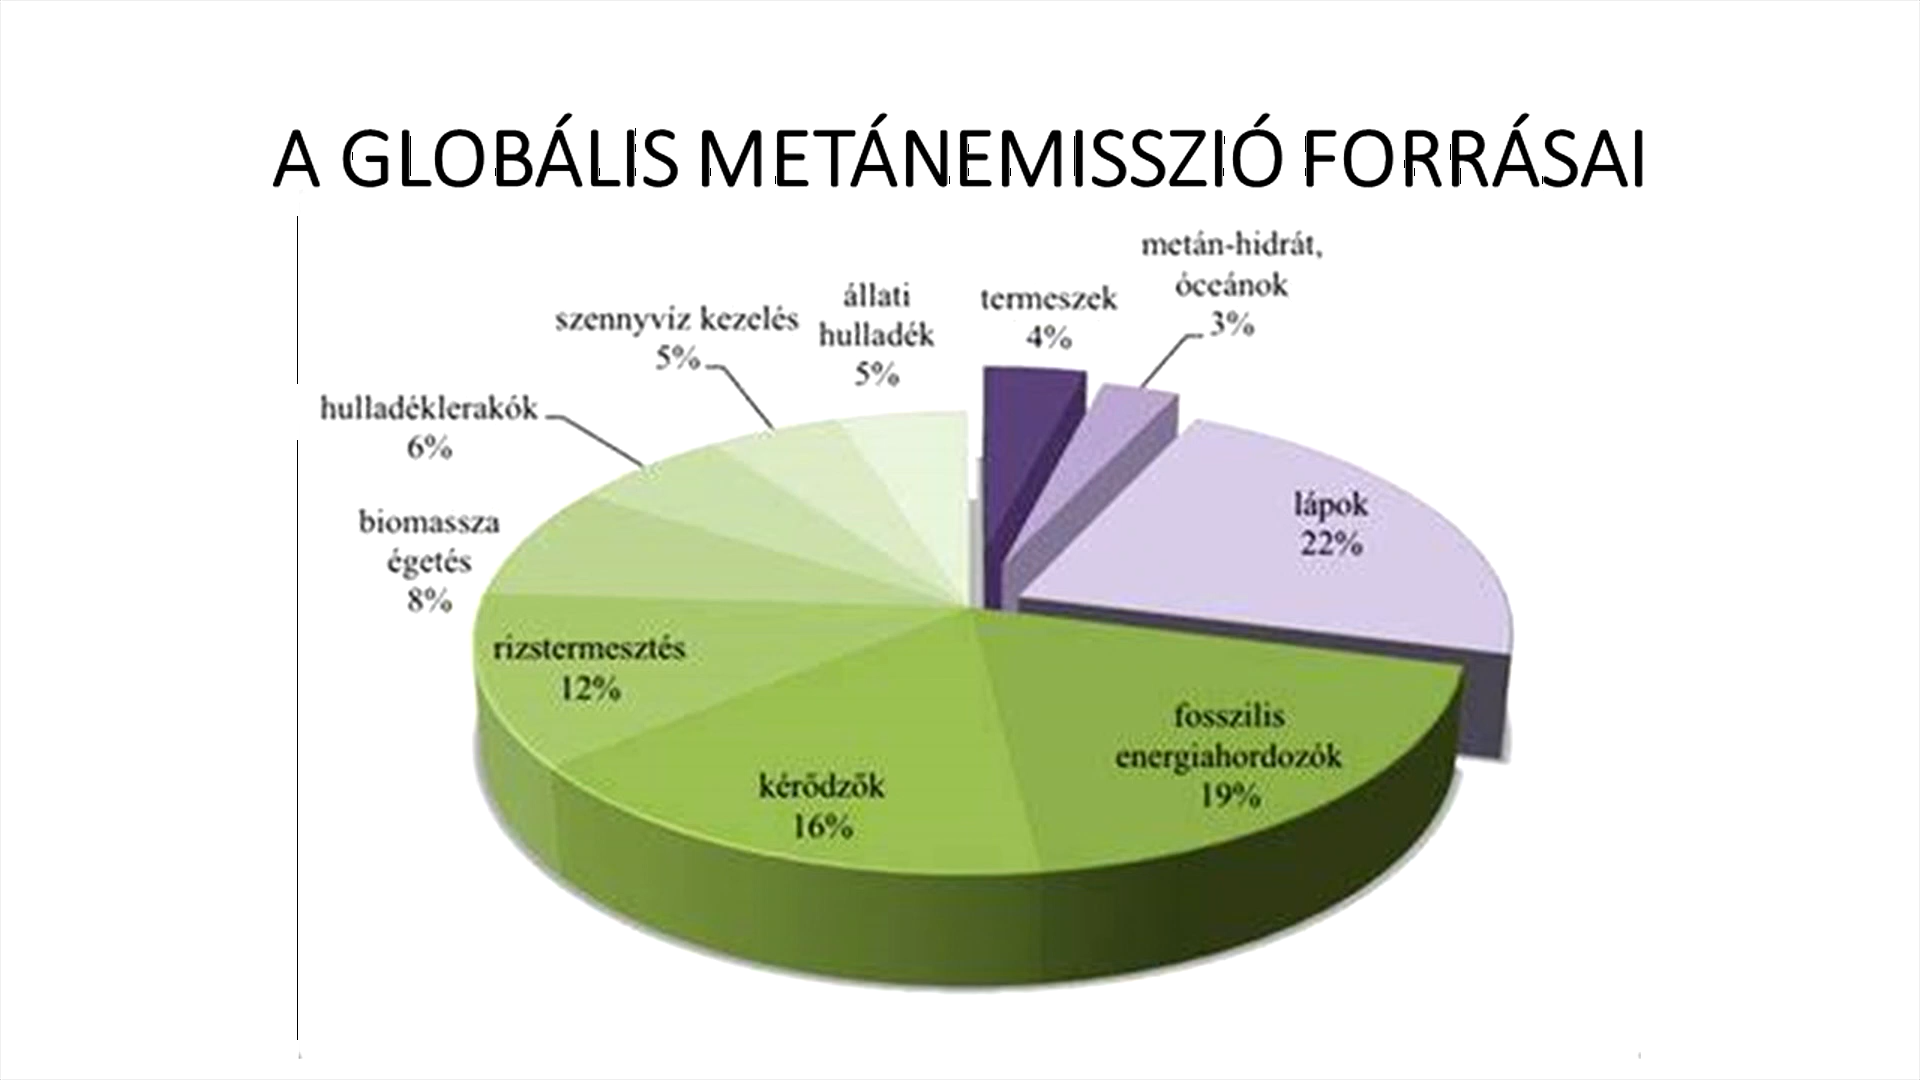 A GLOBÁLIS METÁNEMISSZIÓ FORRÁSAI
metán-hidrát,
óceánok
3%
termeszek
4%
állati
hulladék
5%
szennyvíz kezelés
5%
hulladéklerakók
6%
biomassza
égetés
8%
rizstermesztés
12%
kérődzők
16%
fosszilis
energiahordozók
19%
lápok
22%